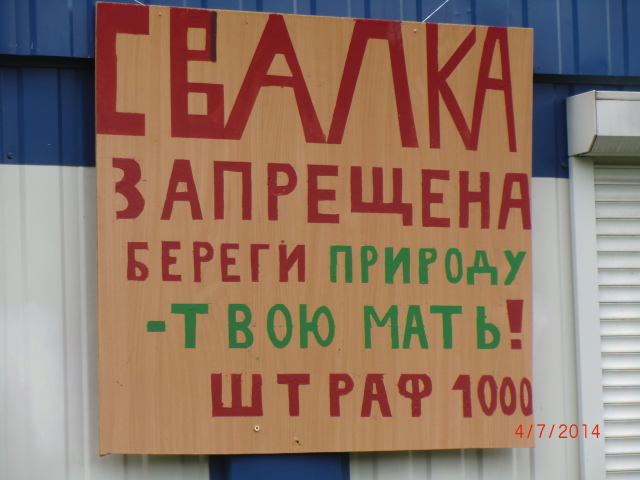 СВАЛКА
ЗАПРЕЩЕНА
БЕРЕГИ ПРИРОДУ
-ТВОЮ МАТЬ!
ШТРАФ 1000
4/7/2014